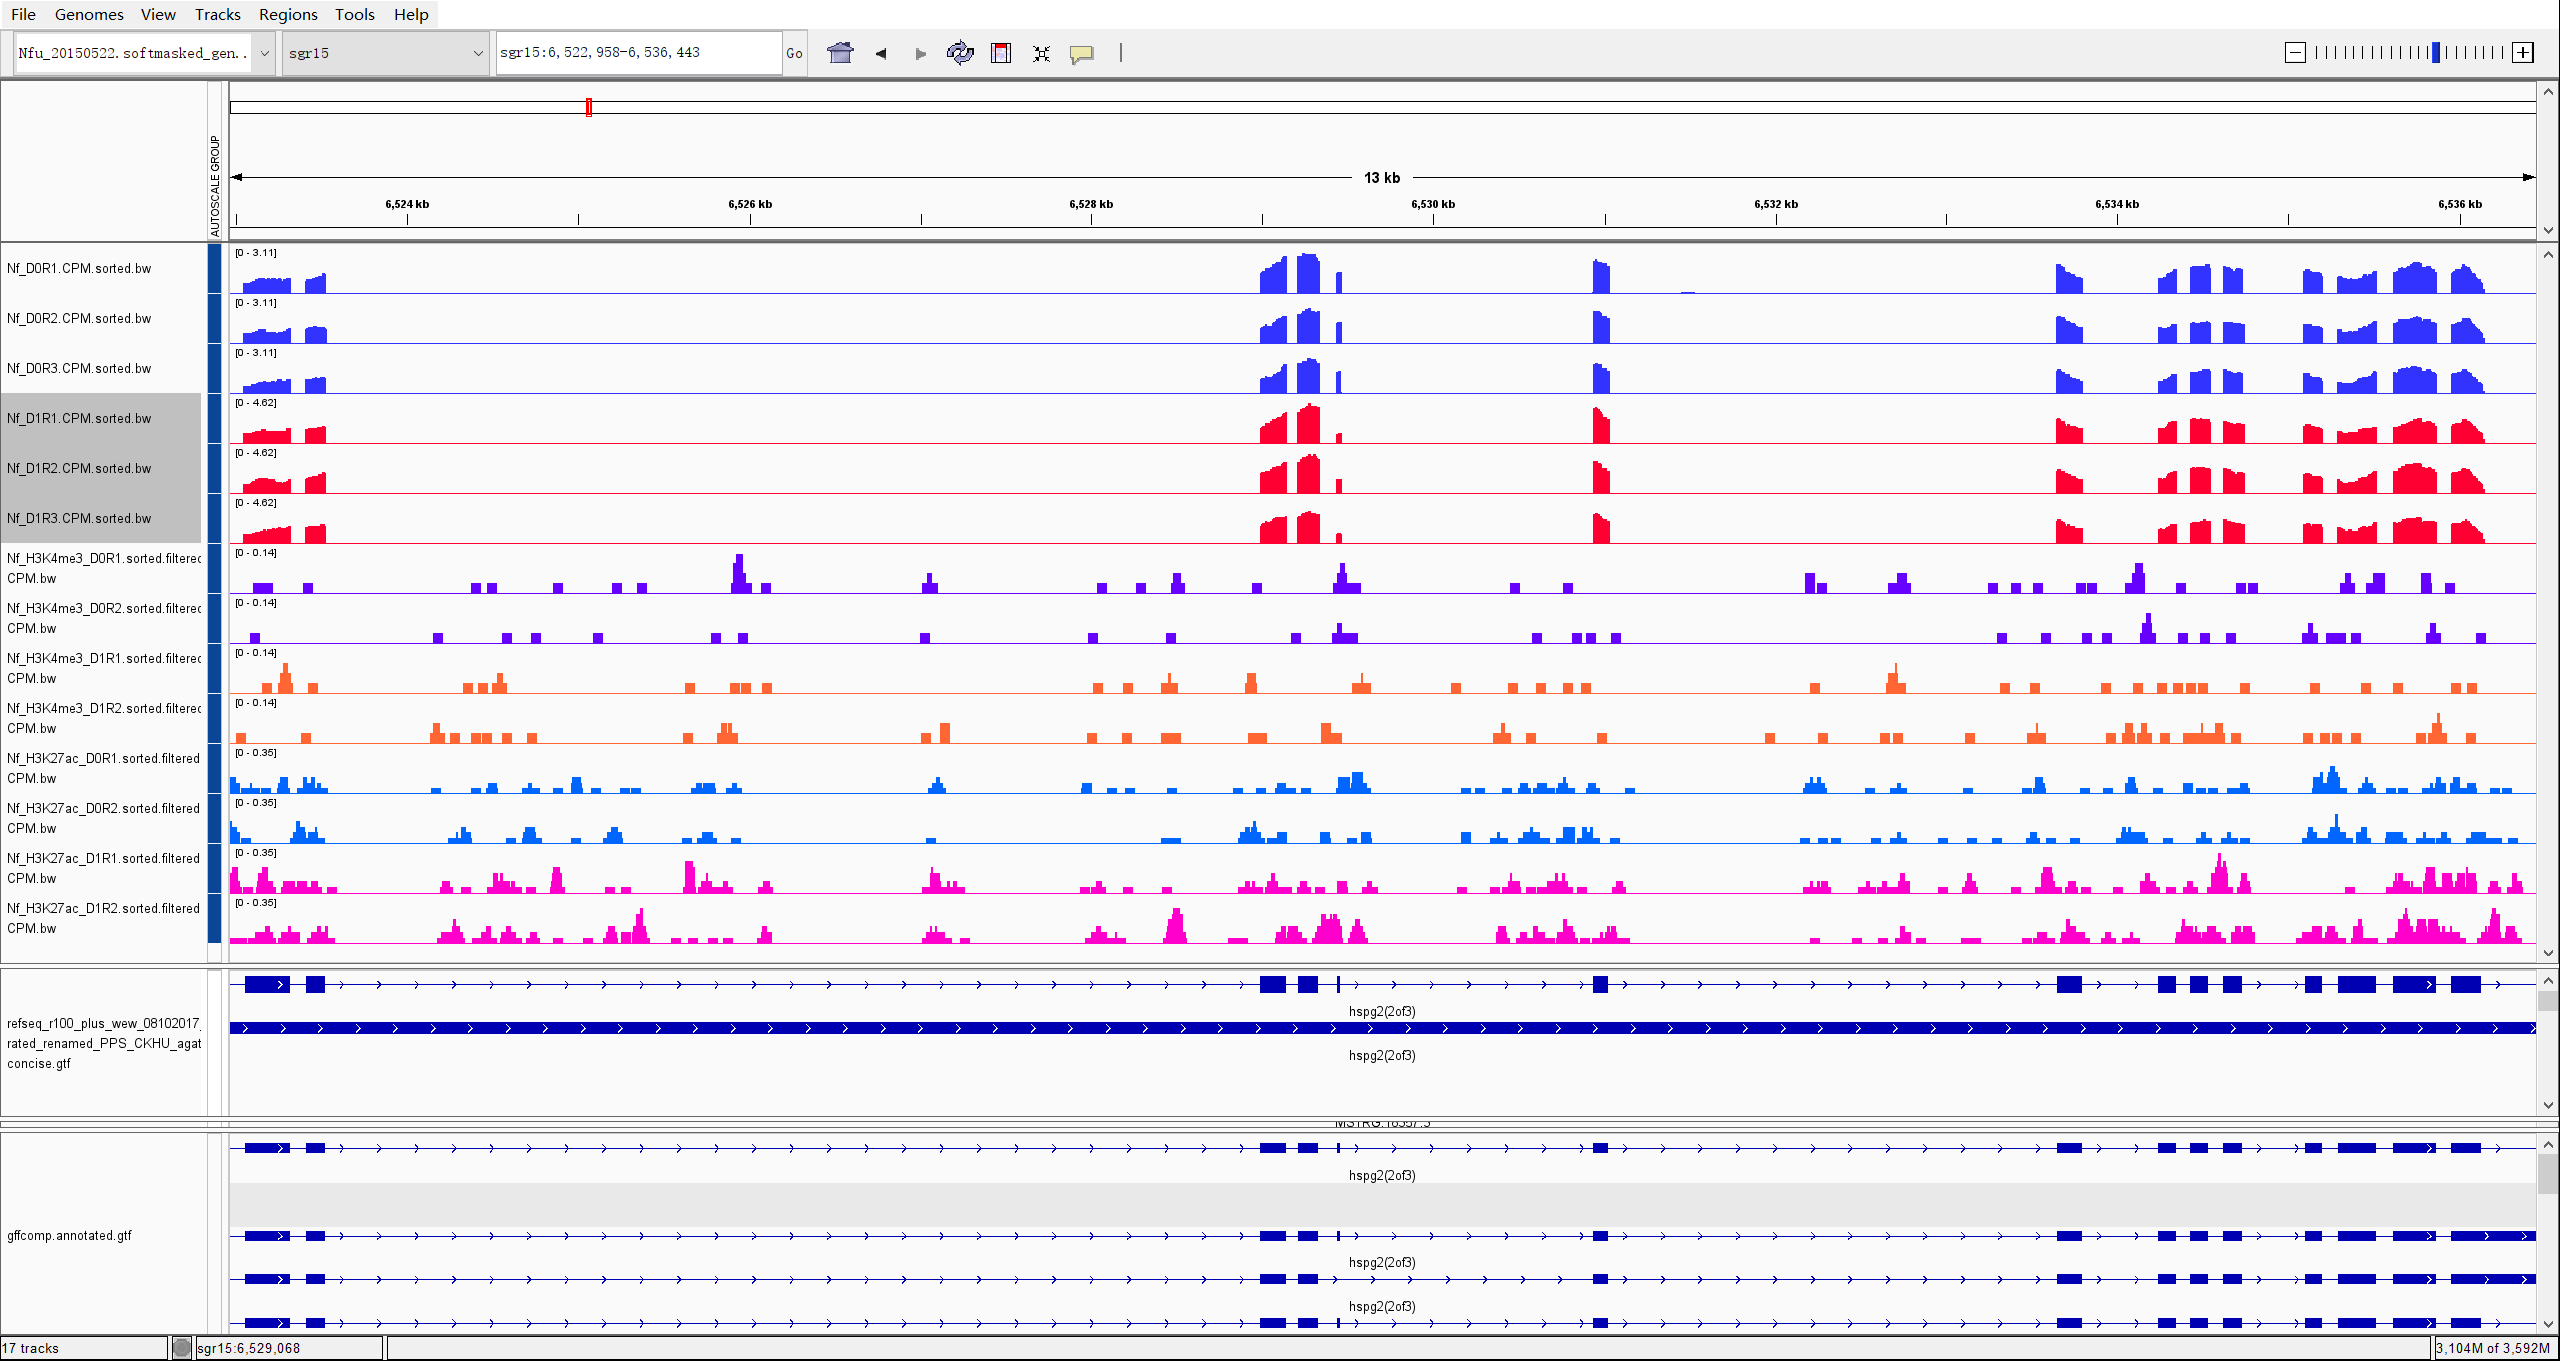 File Genomes View Tracks Regions Tools Help
Nfu_20150522.softmasked_gen.. sgr15 sgr15:6,522,958-6,536,443 Go
AUTOSCALE GROUP
13 kb
6,524 kb 6,526 kb 6,528 kb 6,530 kb 6,532 kb 6,534 kb 6,536 kb
[0 - 3.11]
Nf_D0R1.CPM.sorted.bw
[0 - 3.11]
Nf_D0R2.CPM.sorted.bw
[0 - 3.11]
Nf_D0R3.CPM.sorted.bw
[0 - 4.62]
Nf_D1R1.CPM.sorted.bw
[0 - 4.62]
Nf_D1R2.CPM.sorted.bw
[0 - 4.62]
Nf_D1R3.CPM.sorted.bw
[0 - 0.14]
Nf_H3K4me3_D0R1.sorted.filtered
CPM.bw
[0 - 0.14]
Nf_H3K4me3_D0R2.sorted.filtered
CPM.bw
[0 - 0.14]
Nf_H3K4me3_D1R1.sorted.filtered
CPM.bw
[0 - 0.14]
Nf_H3K4me3_D1R2.sorted.filtered
CPM.bw
[0 - 0.35]
Nf_H3K27ac_D0R1.sorted.filtered
CPM.bw
[0 - 0.35]
Nf_H3K27ac_D0R2.sorted.filtered
CPM.bw
[0 - 0.35]
Nf_H3K27ac_D1R1.sorted.filtered
CPM.bw
[0 - 0.35]
Nf_H3K27ac_D1R2.sorted.filtered
CPM.bw
hspg2(2of3)
refseq_r100_plus_wew_08102017_
rated_renamed_PPS_CKHU_agat
concise.gtf
hspg2(2of3)
hspg2(2of3)
gffcomp.annotated.gtf
hspg2(2of3)
hspg2(2of3)
17 tracks sgr15:6,529,068 3,104M of 3,592M